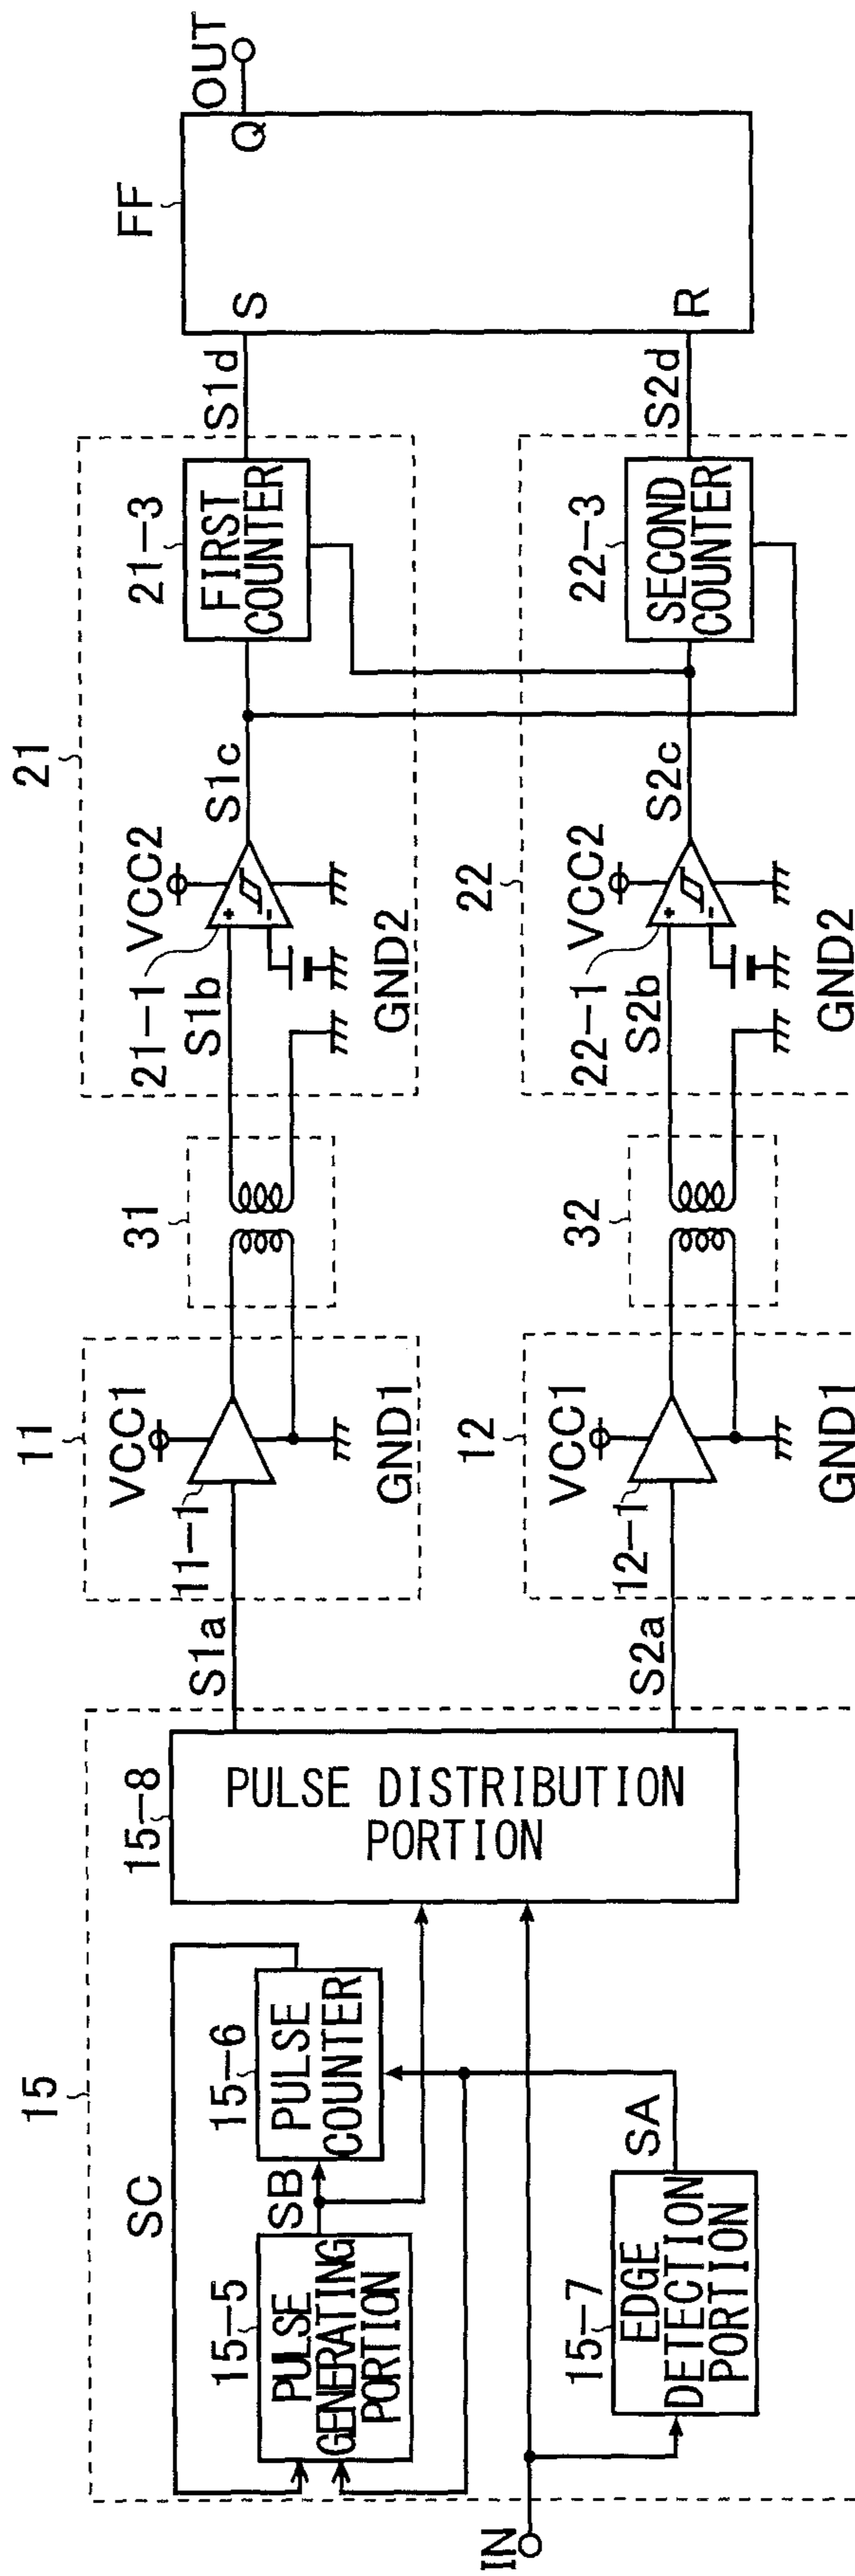 IN
15
SC
15-5
PULSE
GENERATING
PORTION
SB
15-6
PULSE
COUNTER
15-7
EDGE
DETECTION
PORTION
SA
15-8
PULSE DISTRIBUTION
PORTION
S1a
S2a
11
VCC1
11-1
GND1
12
VCC1
12-1
GND1
31
32
21
VCC2
21-1
S1b
+
-
GND2
S1c
21-3
FIRST
COUNTER
S1d
22
VCC2
22-1
S2b
+
-
GND2
S2c
22-3
SECOND
COUNTER
S2d
FF
S
R
Q
OUT